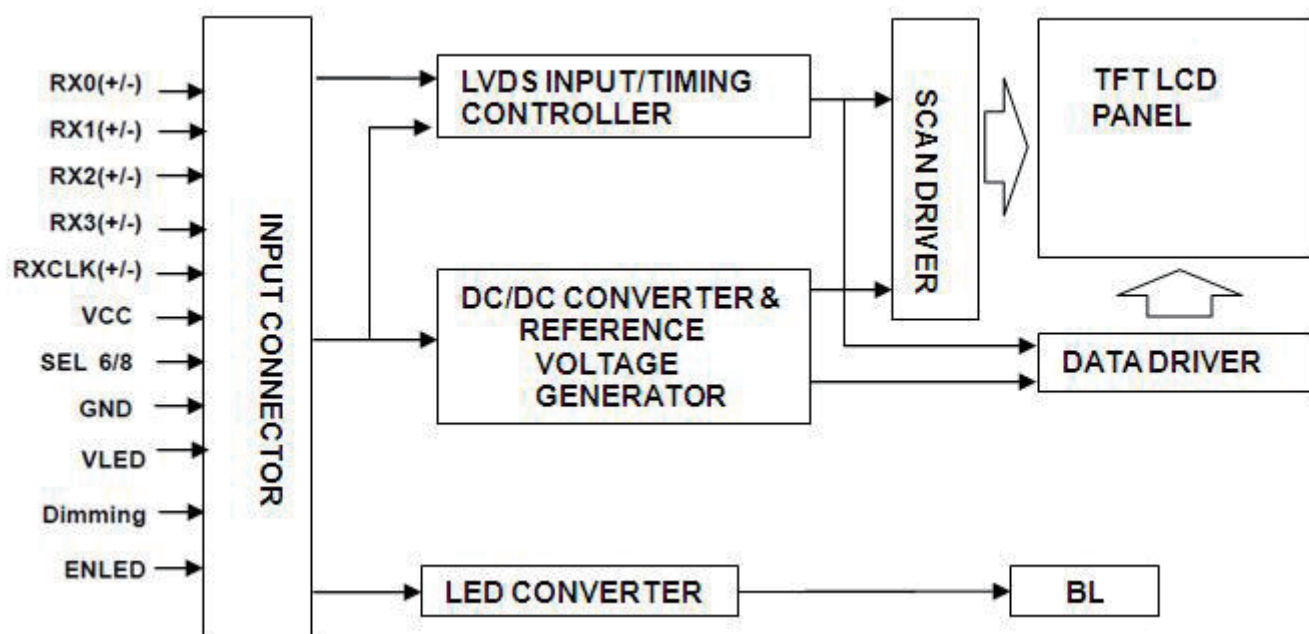 RX0(+/-)
RX1(+/-)
RX2(+/-)
RX3(+/-)
RXCLK(+/-)
VCC
SEL 6/8
GND
VLED
Dimming
ENLED
INPUT CONNECTOR
LVDS INPUT/TIMING
CONTROLLER
DC/DC CONVERTER &
REFERENCE
VOLTAGE
GENERATOR
LED CONVERTER
SCAN DRIVER
TFT LCD
PANEL
DATA DRIVER
BL